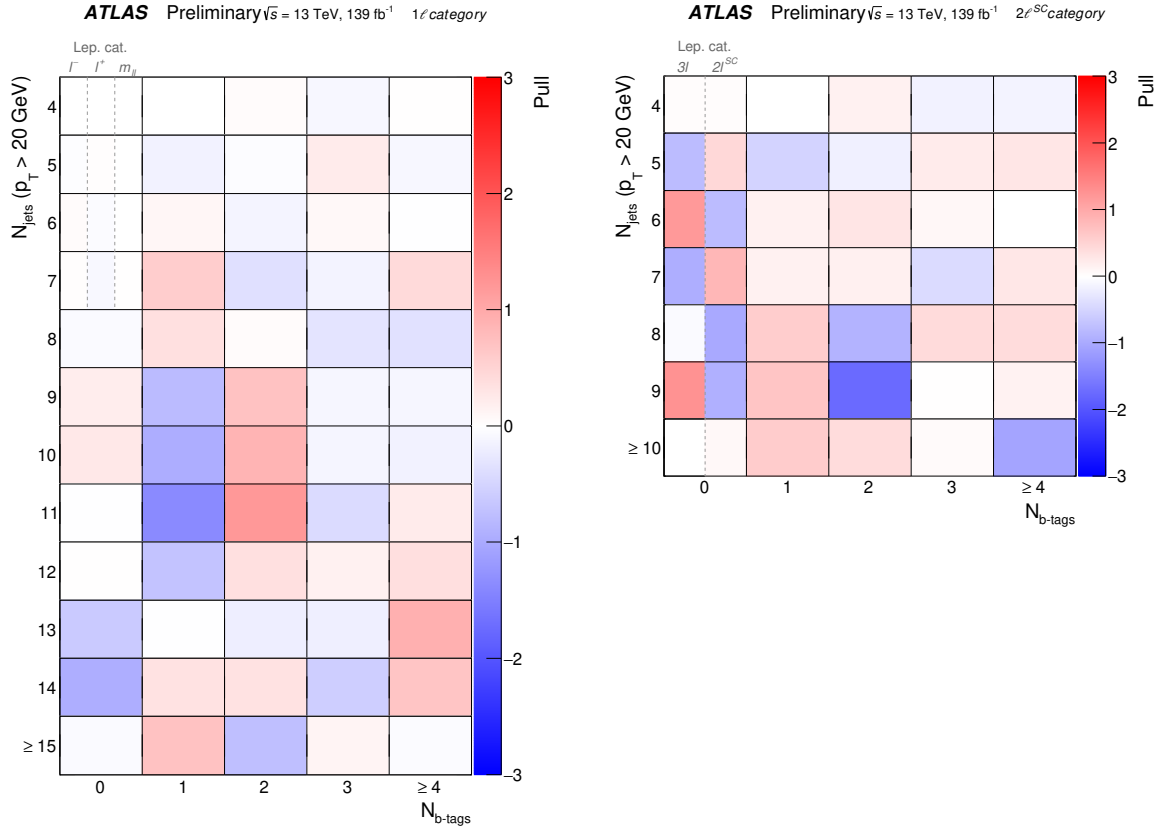 ATLAS Preliminary √s = 13 TeV, 139 fb⁻¹ 1ℓ category
Lep. cat.
l⁻ l⁺ m_ll
N_jets (p_T > 20 GeV)
4
5
6
7
8
9
10
11
12
13
14
≥ 15
0 1 2 3 ≥ 4
N_b-tags
Pull
3
2
1
0
−1
−2
−3
ATLAS Preliminary √s = 13 TeV, 139 fb⁻¹ 2ℓ^SC category
Lep. cat.
3l 2l^SC
N_jets (p_T > 20 GeV)
4
5
6
7
8
9
≥ 10
0 1 2 3 ≥ 4
N_b-tags
Pull
3
2
1
0
−1
−2
−3